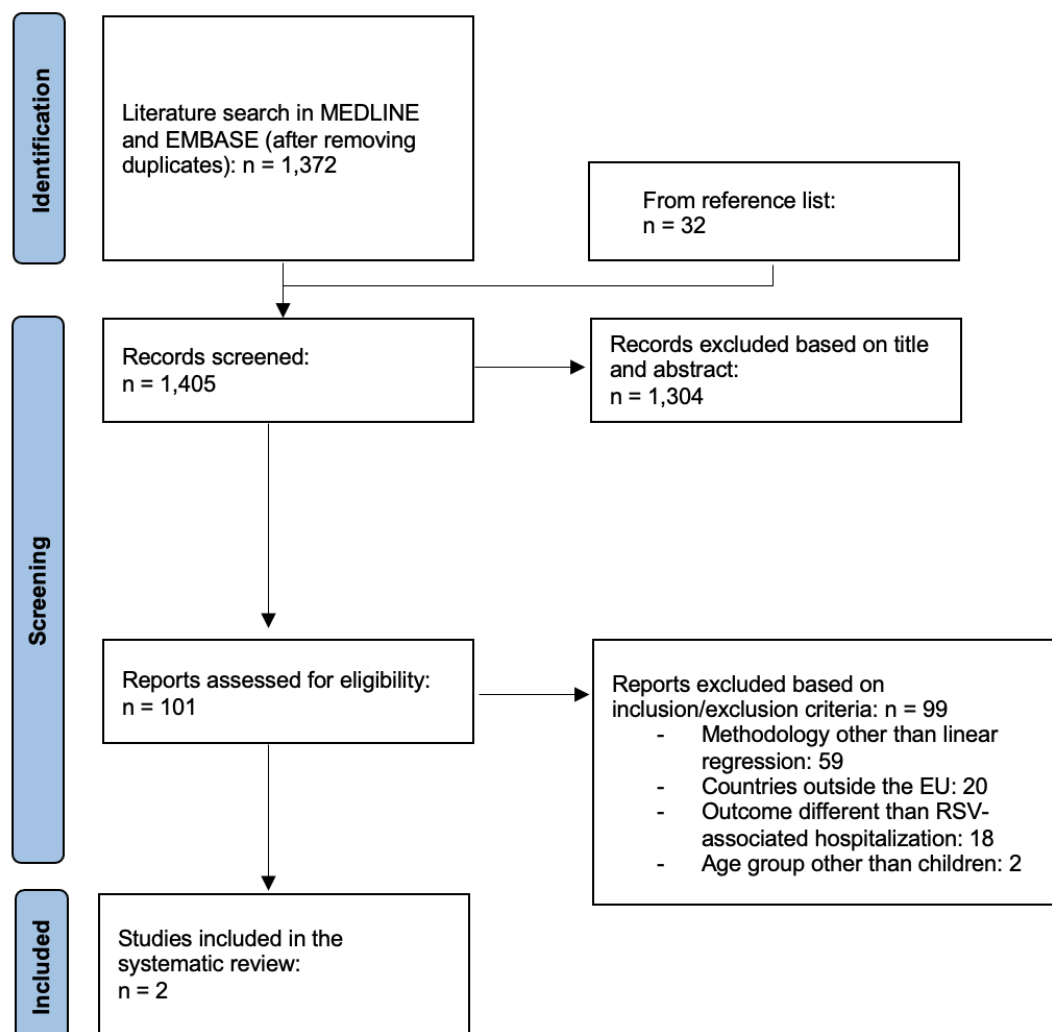 Identification
Literature search in MEDLINE
and EMBASE (after removing
duplicates): n = 1,372
From reference list:
n = 32
Screening
Records screened:
n = 1,405
Records excluded based on title
and abstract:
n = 1,304
Reports assessed for eligibility:
n = 101
Reports excluded based on
inclusion/exclusion criteria: n = 99
- Methodology other than linear
regression: 59
- Countries outside the EU: 20
- Outcome different than RSV-
associated hospitalization: 18
- Age group other than children: 2
Included
Studies included in the
systematic review:
n = 2